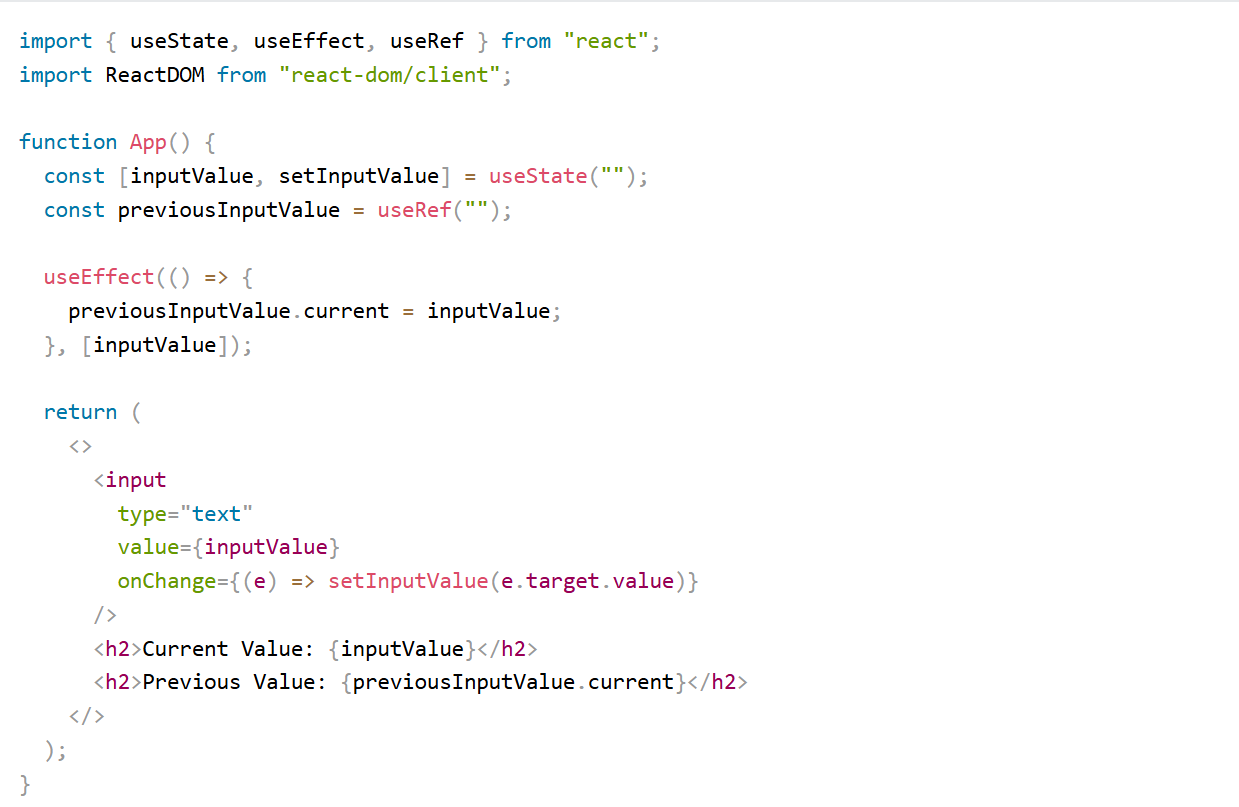 import { useState, useEffect, useRef } from "react";
import ReactDOM from "react-dom/client";

function App() {
  const [inputValue, setInputValue] = useState("");
  const previousInputValue = useRef("");

  useEffect(() => {
    previousInputValue.current = inputValue;
  }, [inputValue]);

  return (
    <>
      <input
        type="text"
        value={inputValue}
        onChange={(e) => setInputValue(e.target.value)}
      />
      <h2>Current Value: {inputValue}</h2>
      <h2>Previous Value: {previousInputValue.current}</h2>
    </>
  );
}